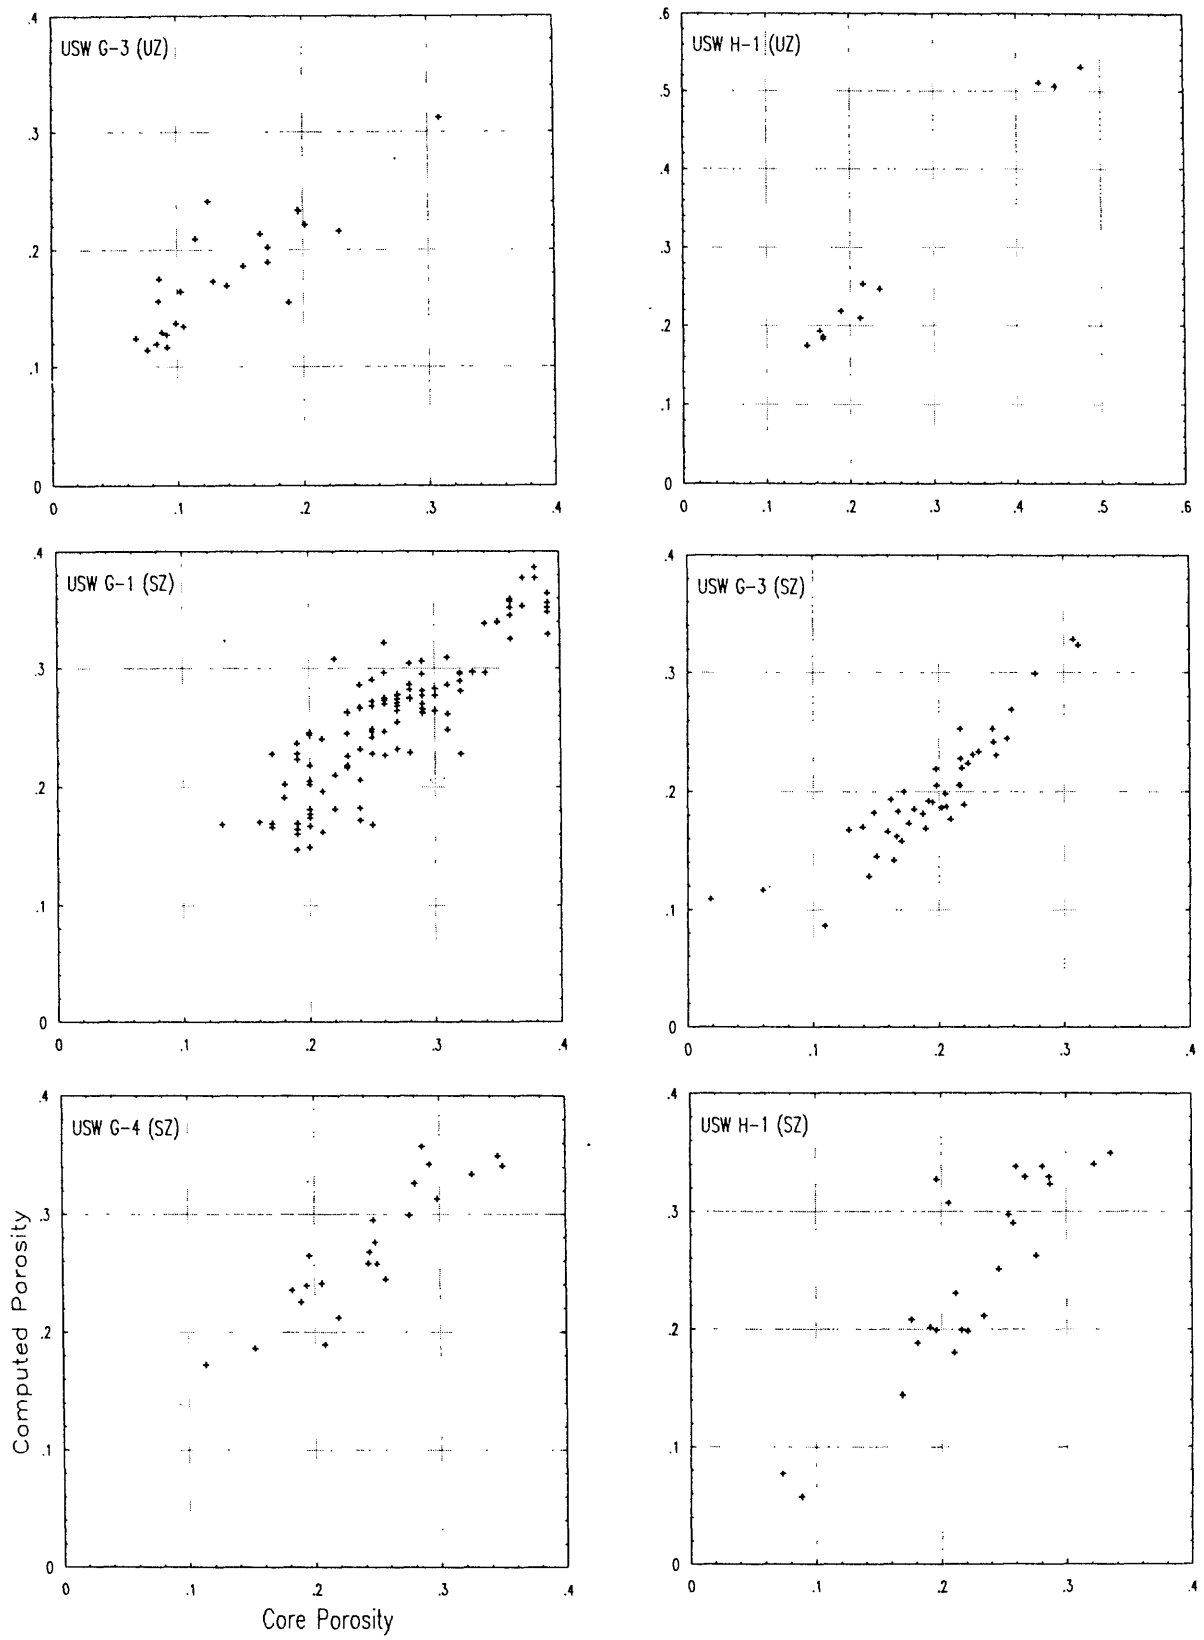 USW G-3 (UZ)
.4
.3
.2
.1
0
0 .1 .2 .3 .4
USW H-1 (UZ)
.6
.5
.4
.3
.2
.1
0
0 .1 .2 .3 .4 .5 .6
USW G-1 (SZ)
.4
.3
.2
.1
0
0 .1 .2 .3 .4
USW G-3 (SZ)
.4
.3
.2
.1
0
0 .1 .2 .3 .4
USW G-4 (SZ)
.4
.3
.2
.1
0
0 .1 .2 .3 .4
Computed Porosity
Core Porosity
USW H-1 (SZ)
.4
.3
.2
.1
0
0 .1 .2 .3 .4